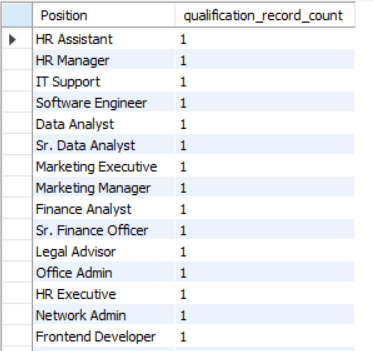 Position qualification_record_count
HR Assistant 1
HR Manager 1
IT Support 1
Software Engineer 1
Data Analyst 1
Sr. Data Analyst 1
Marketing Executive 1
Marketing Manager 1
Finance Analyst 1
Sr. Finance Officer 1
Legal Advisor 1
Office Admin 1
HR Executive 1
Network Admin 1
Frontend Developer 1